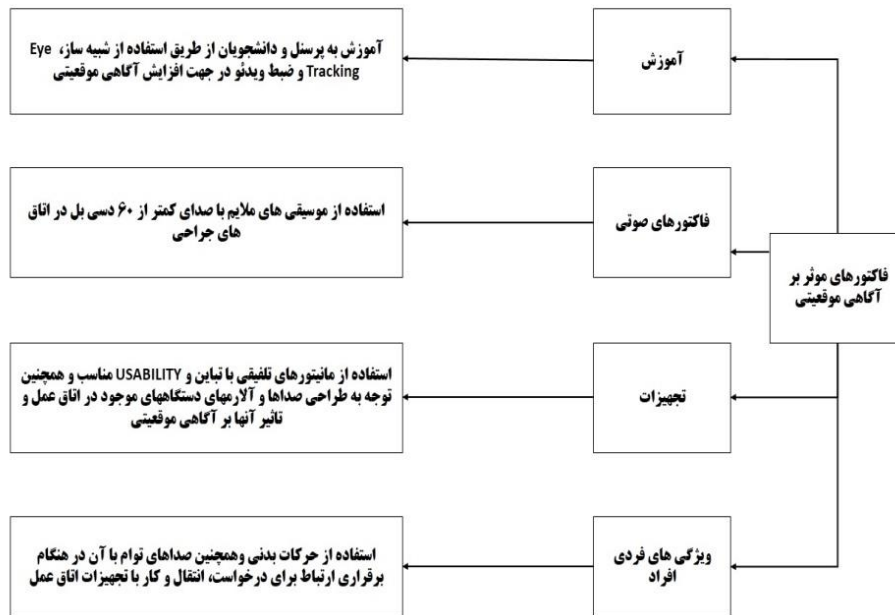 آموزش به پرسنل و دانشجویان از طریق استفاده از شبیه ساز، Eye
Tracking و ضبط ویدئو در جهت افزایش آگاهی موقعیتی
آموزش
استفاده از موسیقی های ملایم با صدای کمتر از ۶۰ دسی بل در اتاق
های جراحی
فاکتورهای صوتی
فاکتورهای موثر بر
آگاهی موقعیتی
استفاده از مانیتورهای تلفیقی با تباین و USABILITY مناسب و همچنین
توجه به طراحی صداها و آلارمهای دستگاههای موجود در اتاق عمل و
تاثیر آنها بر آگاهی موقعیتی
تجهیزات
استفاده از حرکات بدنی وهمچنین صداهای توام با آن در هنگام
برقراری ارتباط برای درخواست، انتقال و کار با تجهیزات اتاق عمل
ویژگی های فردی
افراد